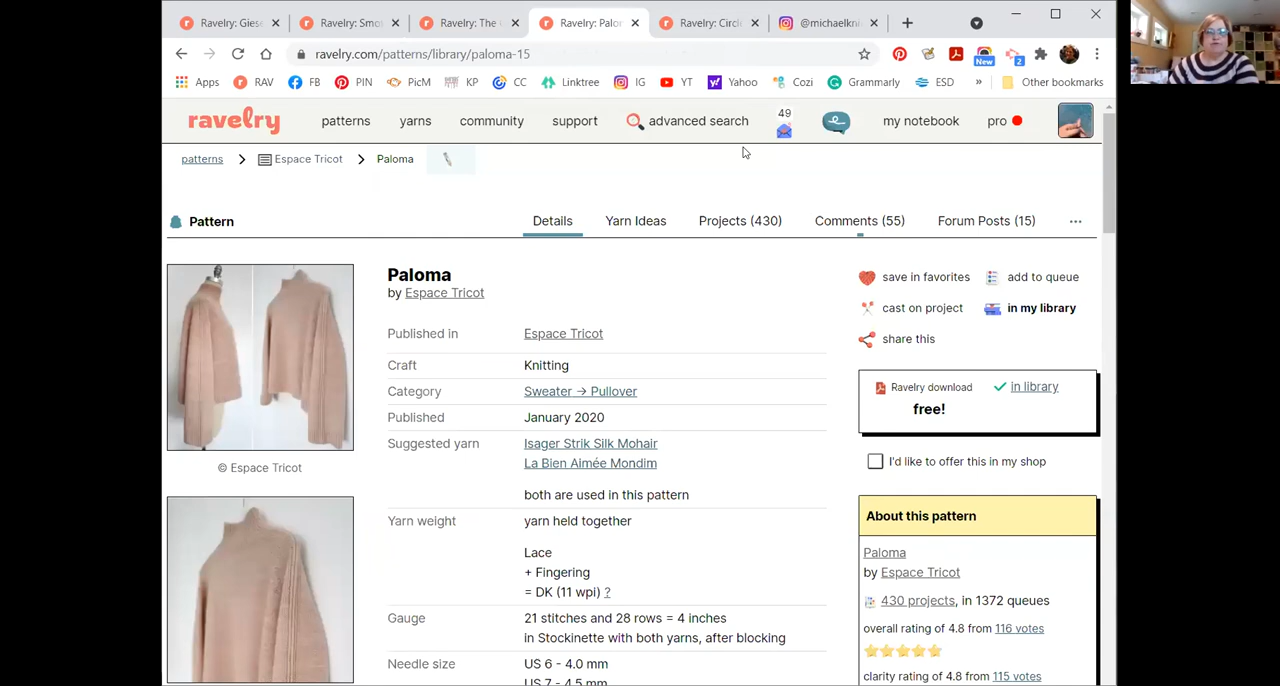 Ravelry: Giese
Ravelry: Smo
Ravelry: The
Ravelry: Palo
Ravelry: Circl
@michaelkni
ravelry.com/patterns/library/paloma-15
New
2
Apps
RAV
FB
PIN
PicM
KP
CC
Linktree
IG
YT
Yahoo
Cozi
Grammarly
ESD
»
Other bookmarks
ravelry
patterns
yarns
community
support
advanced search
49
my notebook
pro
patterns
Espace Tricot
Paloma
Pattern
Details
Yarn Ideas
Projects (430)
Comments (55)
Forum Posts (15)
Paloma
by Espace Tricot
Published in Espace Tricot
Craft Knitting
Category Sweater → Pullover
Published January 2020
Suggested yarn Isager Strik Silk Mohair
La Bien Aimée Mondim
both are used in this pattern
Yarn weight yarn held together
Lace
+ Fingering
= DK (11 wpi) ?
Gauge 21 stitches and 28 rows = 4 inches
in Stockinette with both yarns, after blocking
Needle size US 6 - 4.0 mm
US 7 - 4.5 mm
© Espace Tricot
save in favorites
add to queue
cast on project
in my library
share this
Ravelry download
in library
free!
I'd like to offer this in my shop
About this pattern
Paloma
by Espace Tricot
430 projects, in 1372 queues
overall rating of 4.8 from 116 votes
clarity rating of 4.8 from 115 votes